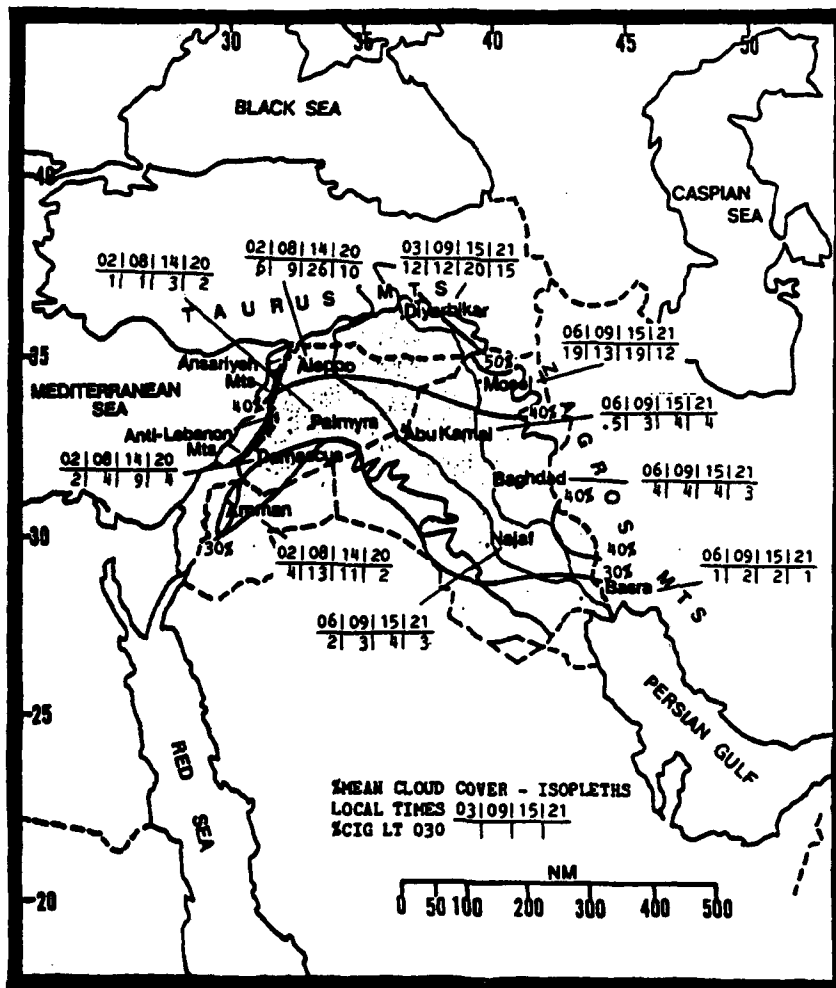 30 35 40 45 50
BLACK SEA
40
CASPIAN
SEA
02|08|14|20
1| 1| 3| 2
02|08|14|20
6| 9|26|10
03|09|15|21
12|12|20|15
TAURUS MTS
Diyarbikar
06|09|15|21
19|13|19|12
35
Ansariyeh
Mts.
Aleppo
50%
Mosel
MEDITERRANEAN
SEA
40%
40%
ZAGROS MTS
06|09|15|21
.5| 3| 4| 4
Anti-Lebanon
Mts.
Palmyra
Abu Kamal
02|08|14|20
2| 4| 9| 4
Damascus
Baghdad
40%
06|09|15|21
4| 4| 4| 3
Amman
30
30%
Najaf
40%
30%
Basra
02|08|14|20
4|13|11| 2
06|09|15|21
1| 2| 2| 1
06|09|15|21
2| 3| 4| 3
25
RED
SEA
PERSIAN GULF
%MEAN CLOUD COVER - ISOPLETHS
LOCAL TIMES 03|09|15|21
%CIG LT 030
NM
20
0 50 100 200 300 400 500